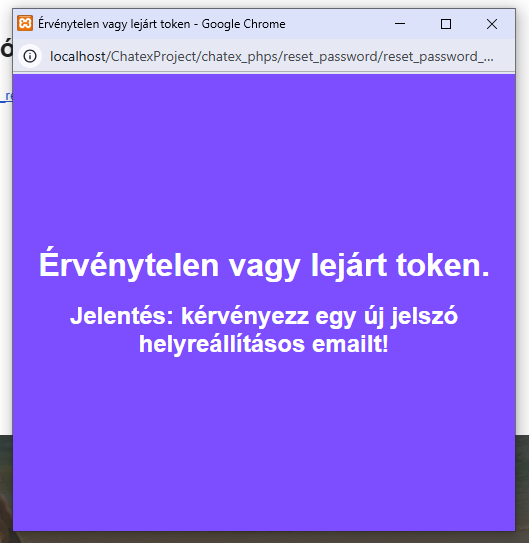 Érvénytelen vagy lejárt token - Google Chrome
localhost/ChatexProject/chatex_phps/reset_password/reset_password_...
Érvénytelen vagy lejárt token.
Jelentés: kérvényezz egy új jelszó
helyreállításos emailt!